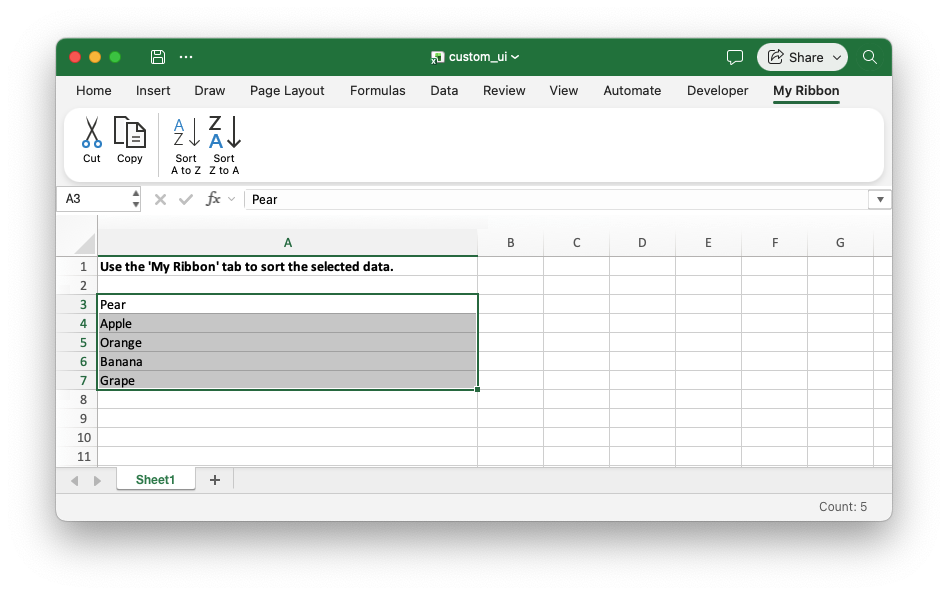 custom_ui
Share
Home Insert Draw Page Layout Formulas Data Review View Automate Developer My Ribbon
A Z Z A
Cut Copy Sort A to Z Sort Z to A
A3 fx Pear
A B C D E F G
1 Use the 'My Ribbon' tab to sort the selected data.
2
3 Pear
4 Apple
5 Orange
6 Banana
7 Grape
8
9
10
11
Sheet1 +
Count: 5